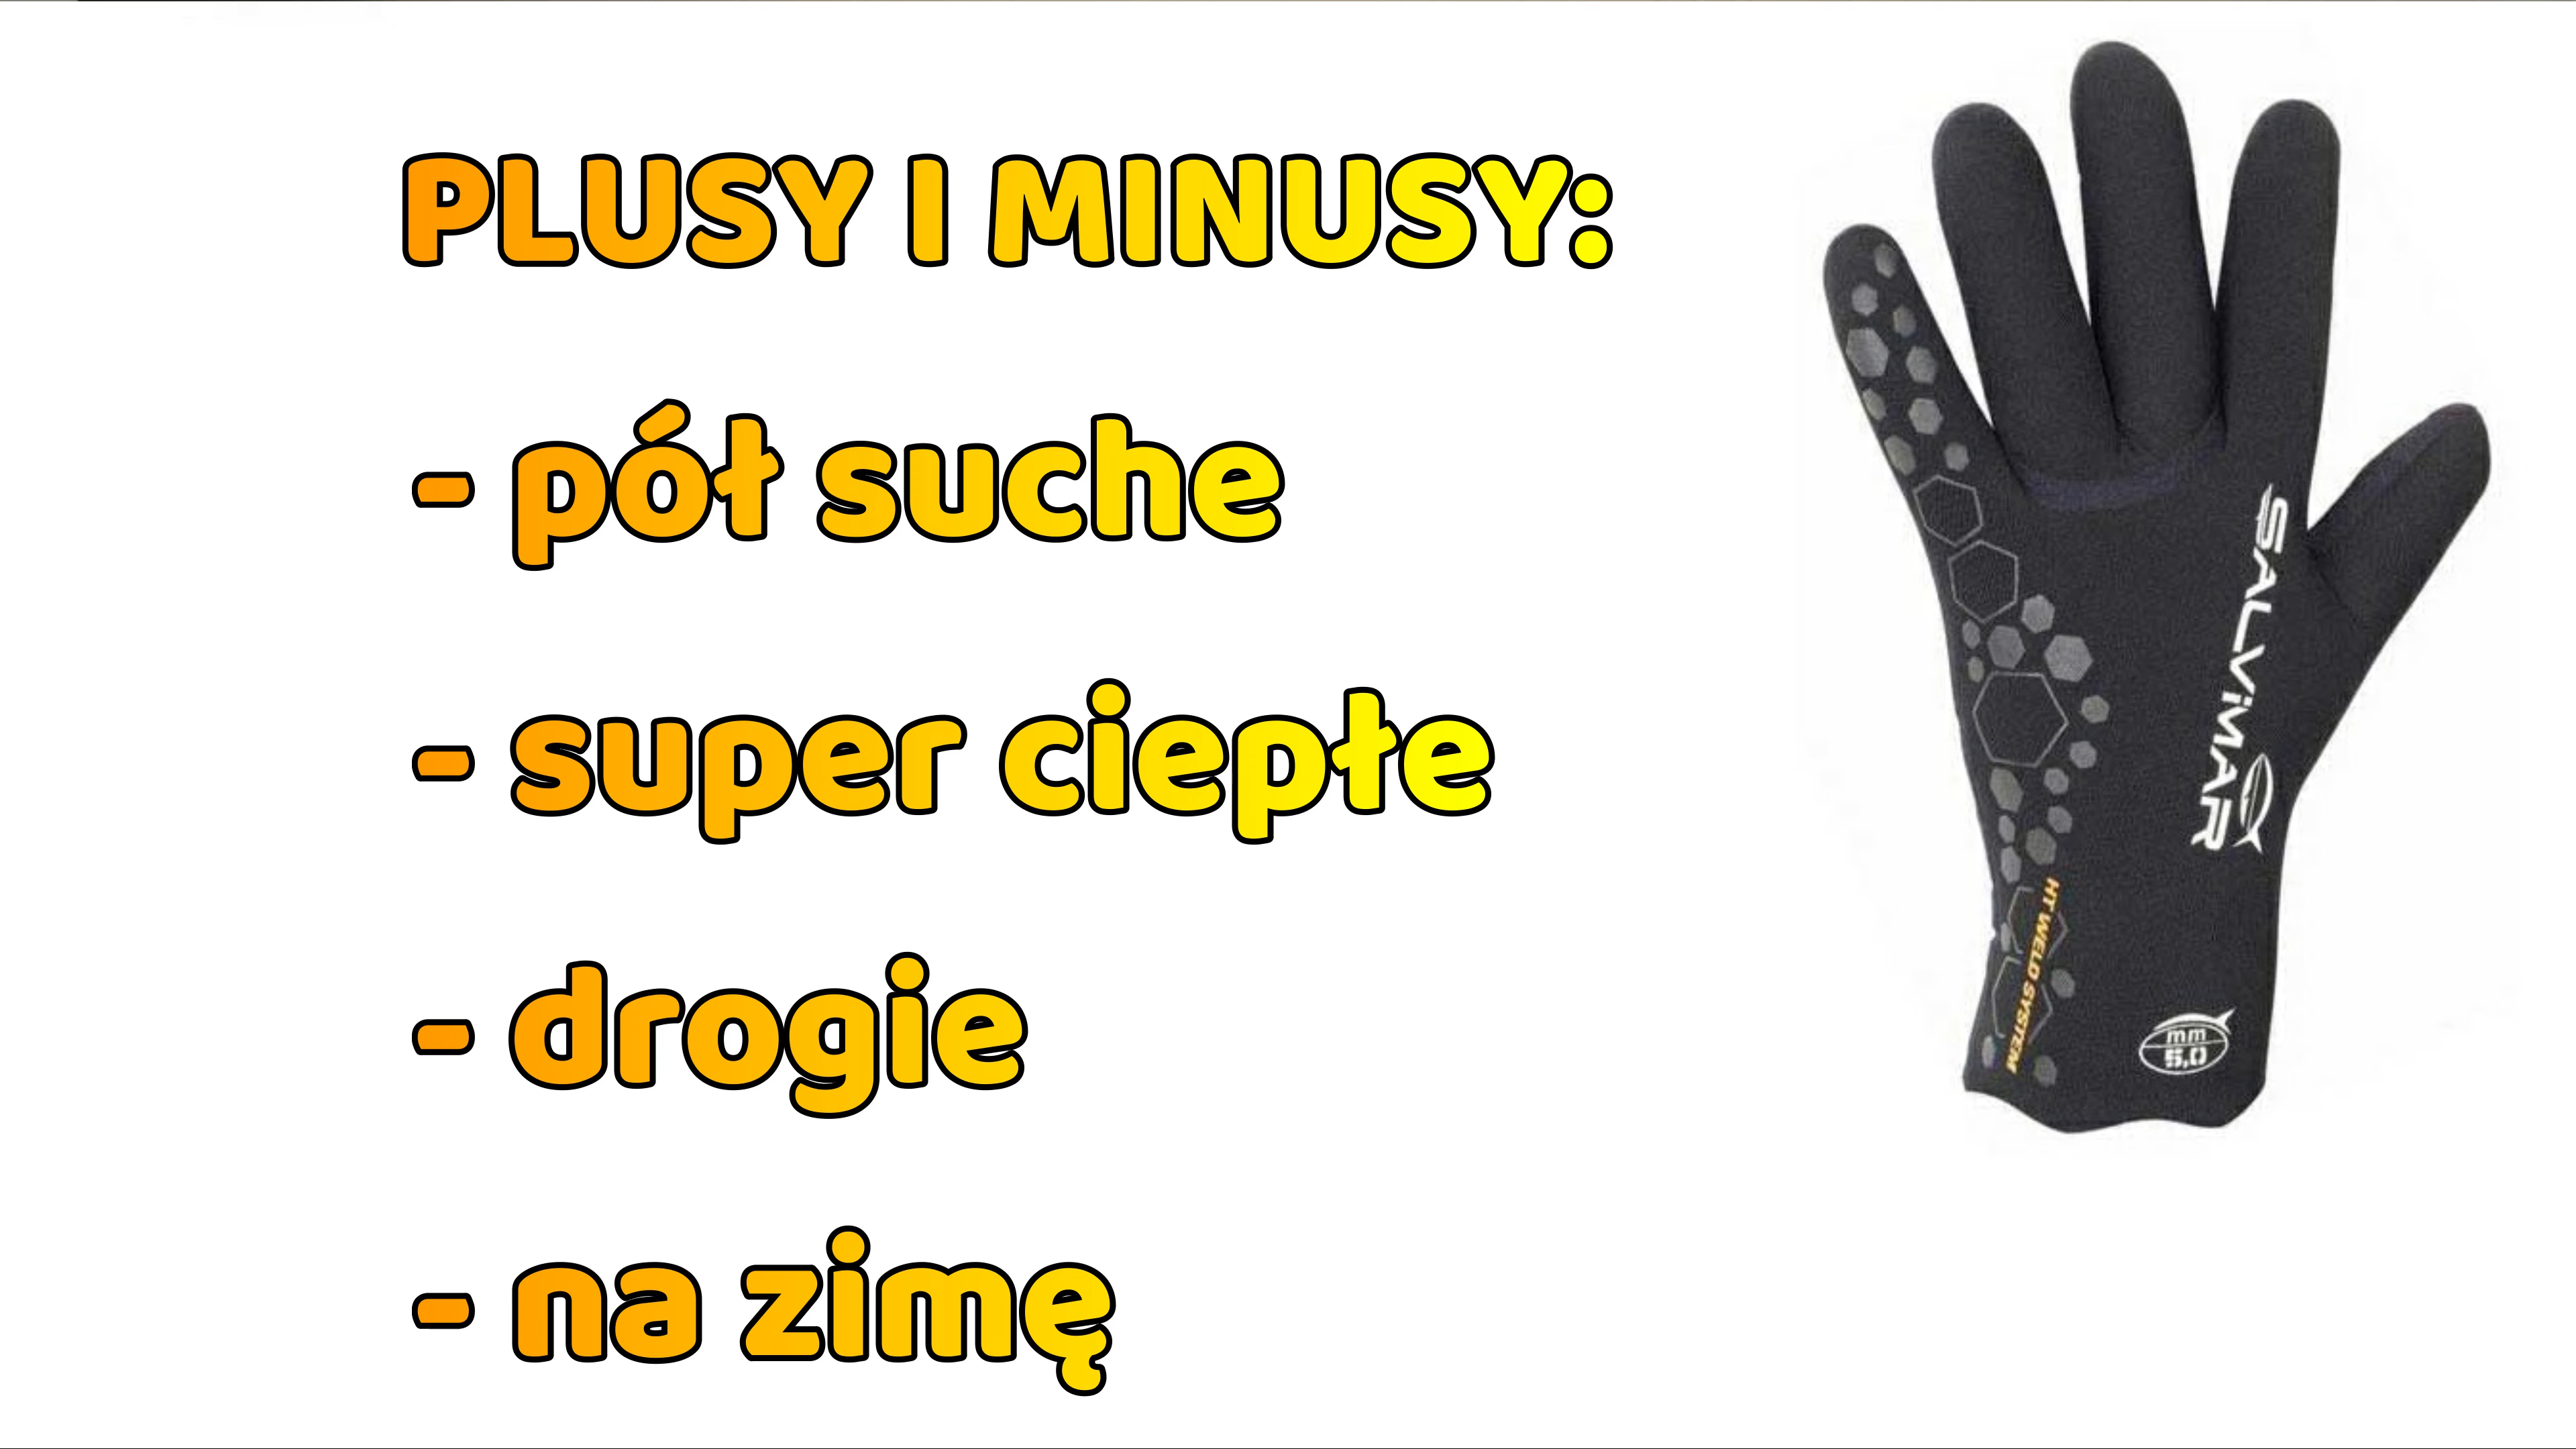 PLUSY I MINUSY:
- pół suche
- super ciepłe
- drogie
- na zimę
SALVIMAR
HT WELD SYSTEM
mm
5,0